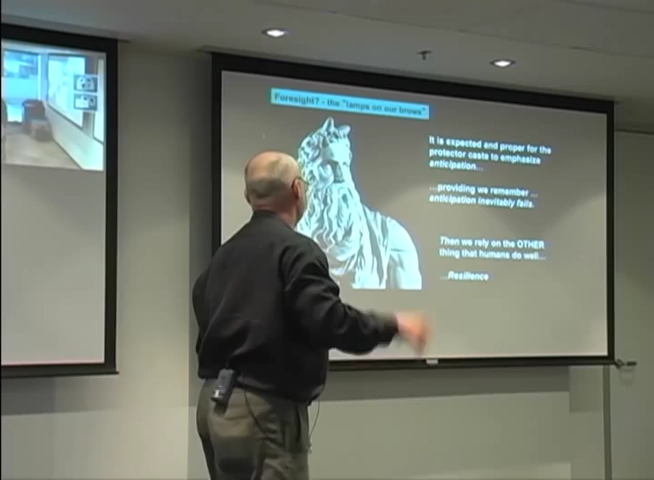 Foresight? - the "lamps on our brows"
It is expected and proper for the
protector caste to emphasize
anticipation...
...providing we remember...
anticipation inevitably fails.
Then we rely on the OTHER
thing that humans do well...
...Resilience